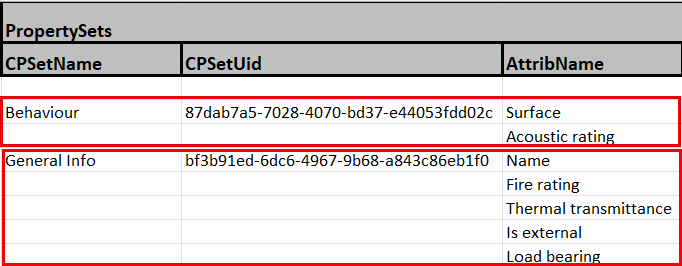 PropertySets
CPSetName CPSetUid AttribName
Behaviour 87dab7a5-7028-4070-bd37-e44053fdd02c Surface
Acoustic rating
General Info bf3b91ed-6dc6-4967-9b68-a843c86eb1f0 Name
Fire rating
Thermal transmittance
Is external
Load bearing